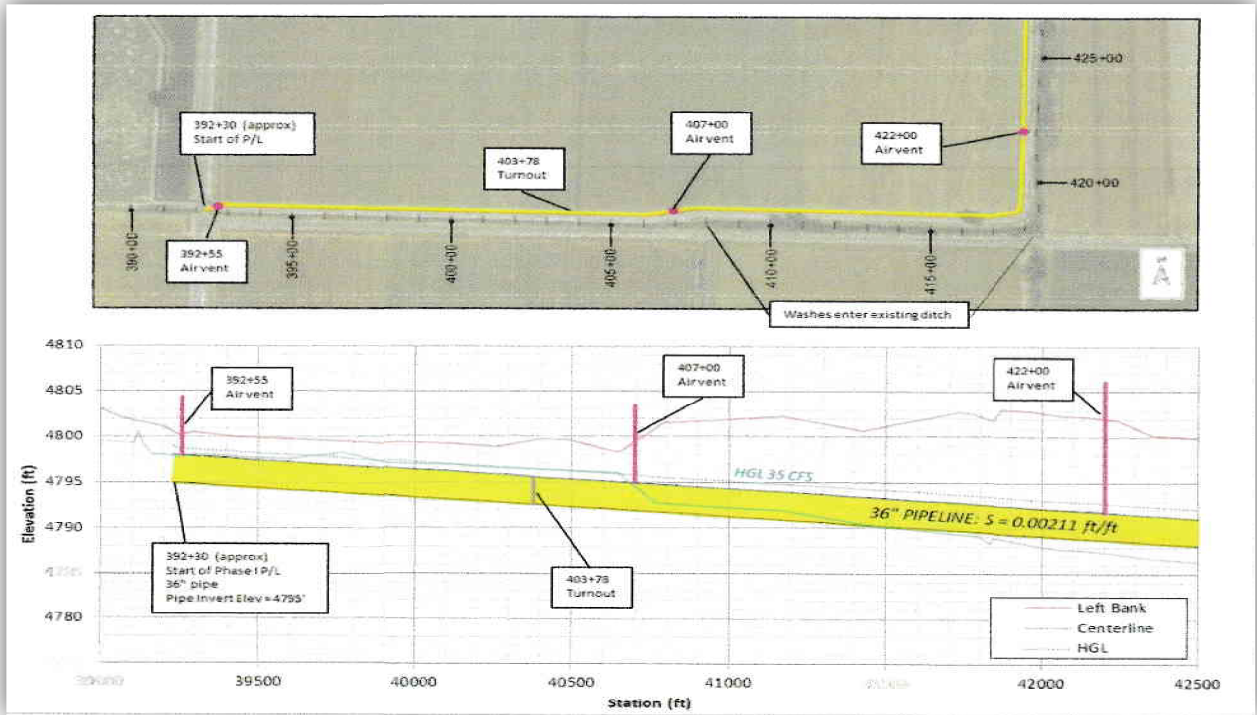 425+00
392+30 (approx)
Start of P/L
407+00
Airvent
422+00
Airvent
403+78
Turnout
420+00
392+55
Airvent
390+00
395+00
400+00
405+00
410+00
415+00
Washes enter existing ditch
4810
4805
4800
4795
4790
4785
4780
Elevation (ft)
392+55
Airvent
407+00
Airvent
422+00
Airvent
HGL 35 CFS
36" PIPELINE: S = 0.00211 ft/ft
392+30 (approx)
Start of Phase I P/L
36" pipe
Pipe Invert Elev = 4795'
403+78
Turnout
Left Bank
Centerline
HGL
39500
40000
40500
41000
42000
42500
Station (ft)